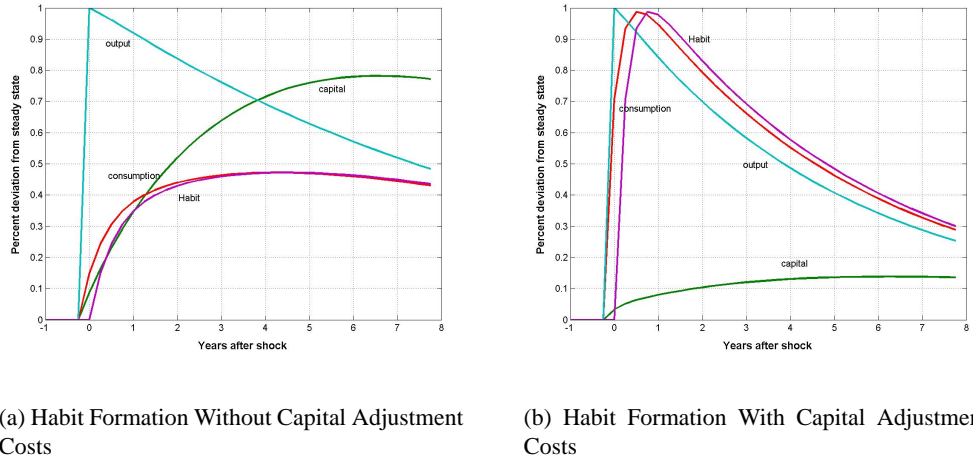 1
0.9
0.8
0.7
0.6
0.5
0.4
0.3
0.2
0.1
0
-1 0 1 2 3 4 5 6 7 8
Percent deviation from steady state
Years after shock
output
capital
consumption
Habit
1
0.9
0.8
0.7
0.6
0.5
0.4
0.3
0.2
0.1
0
-1 0 1 2 3 4 5 6 7 8
Percent deviation from steady state
Years after shock
Habit
consumption
output
capital
(a) Habit Formation Without Capital Adjustment
Costs
(b) Habit Formation With Capital Adjustmen
Costs